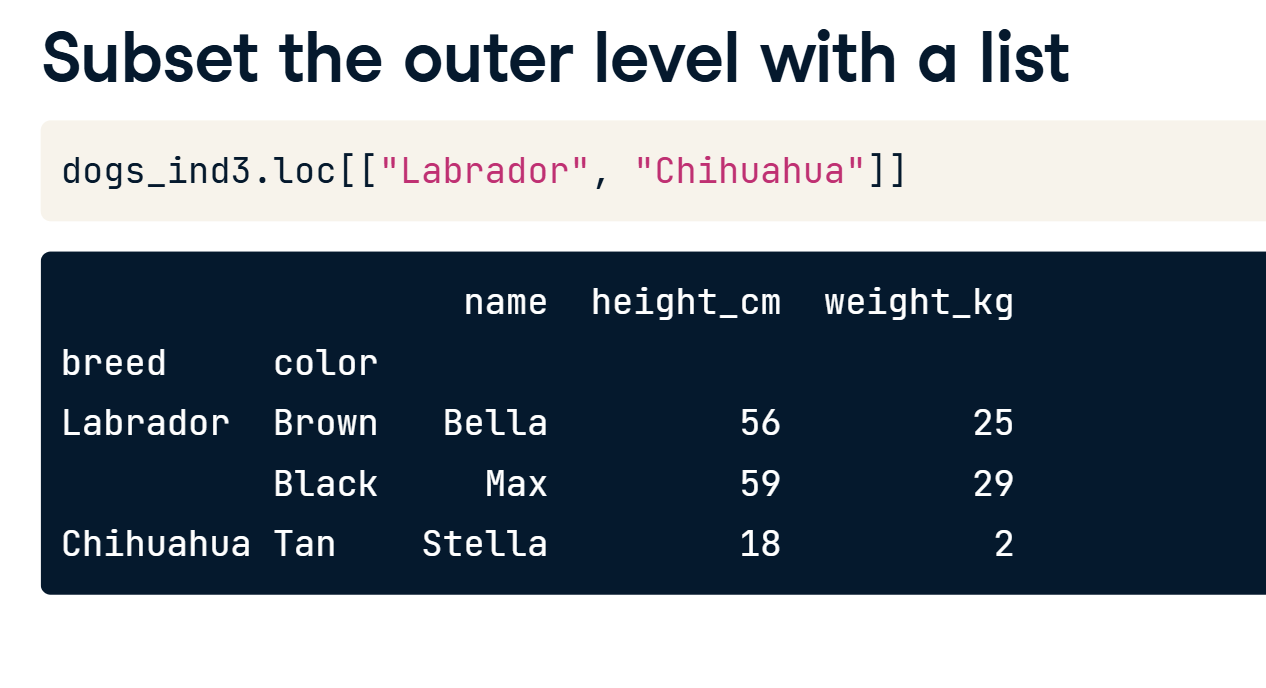 Subset the outer level with a list
dogs_ind3.loc[["Labrador", "Chihuahua"]]
                   name  height_cm  weight_kg
breed     color
Labrador  Brown   Bella         56         25
          Black     Max         59         29
Chihuahua Tan    Stella         18          2